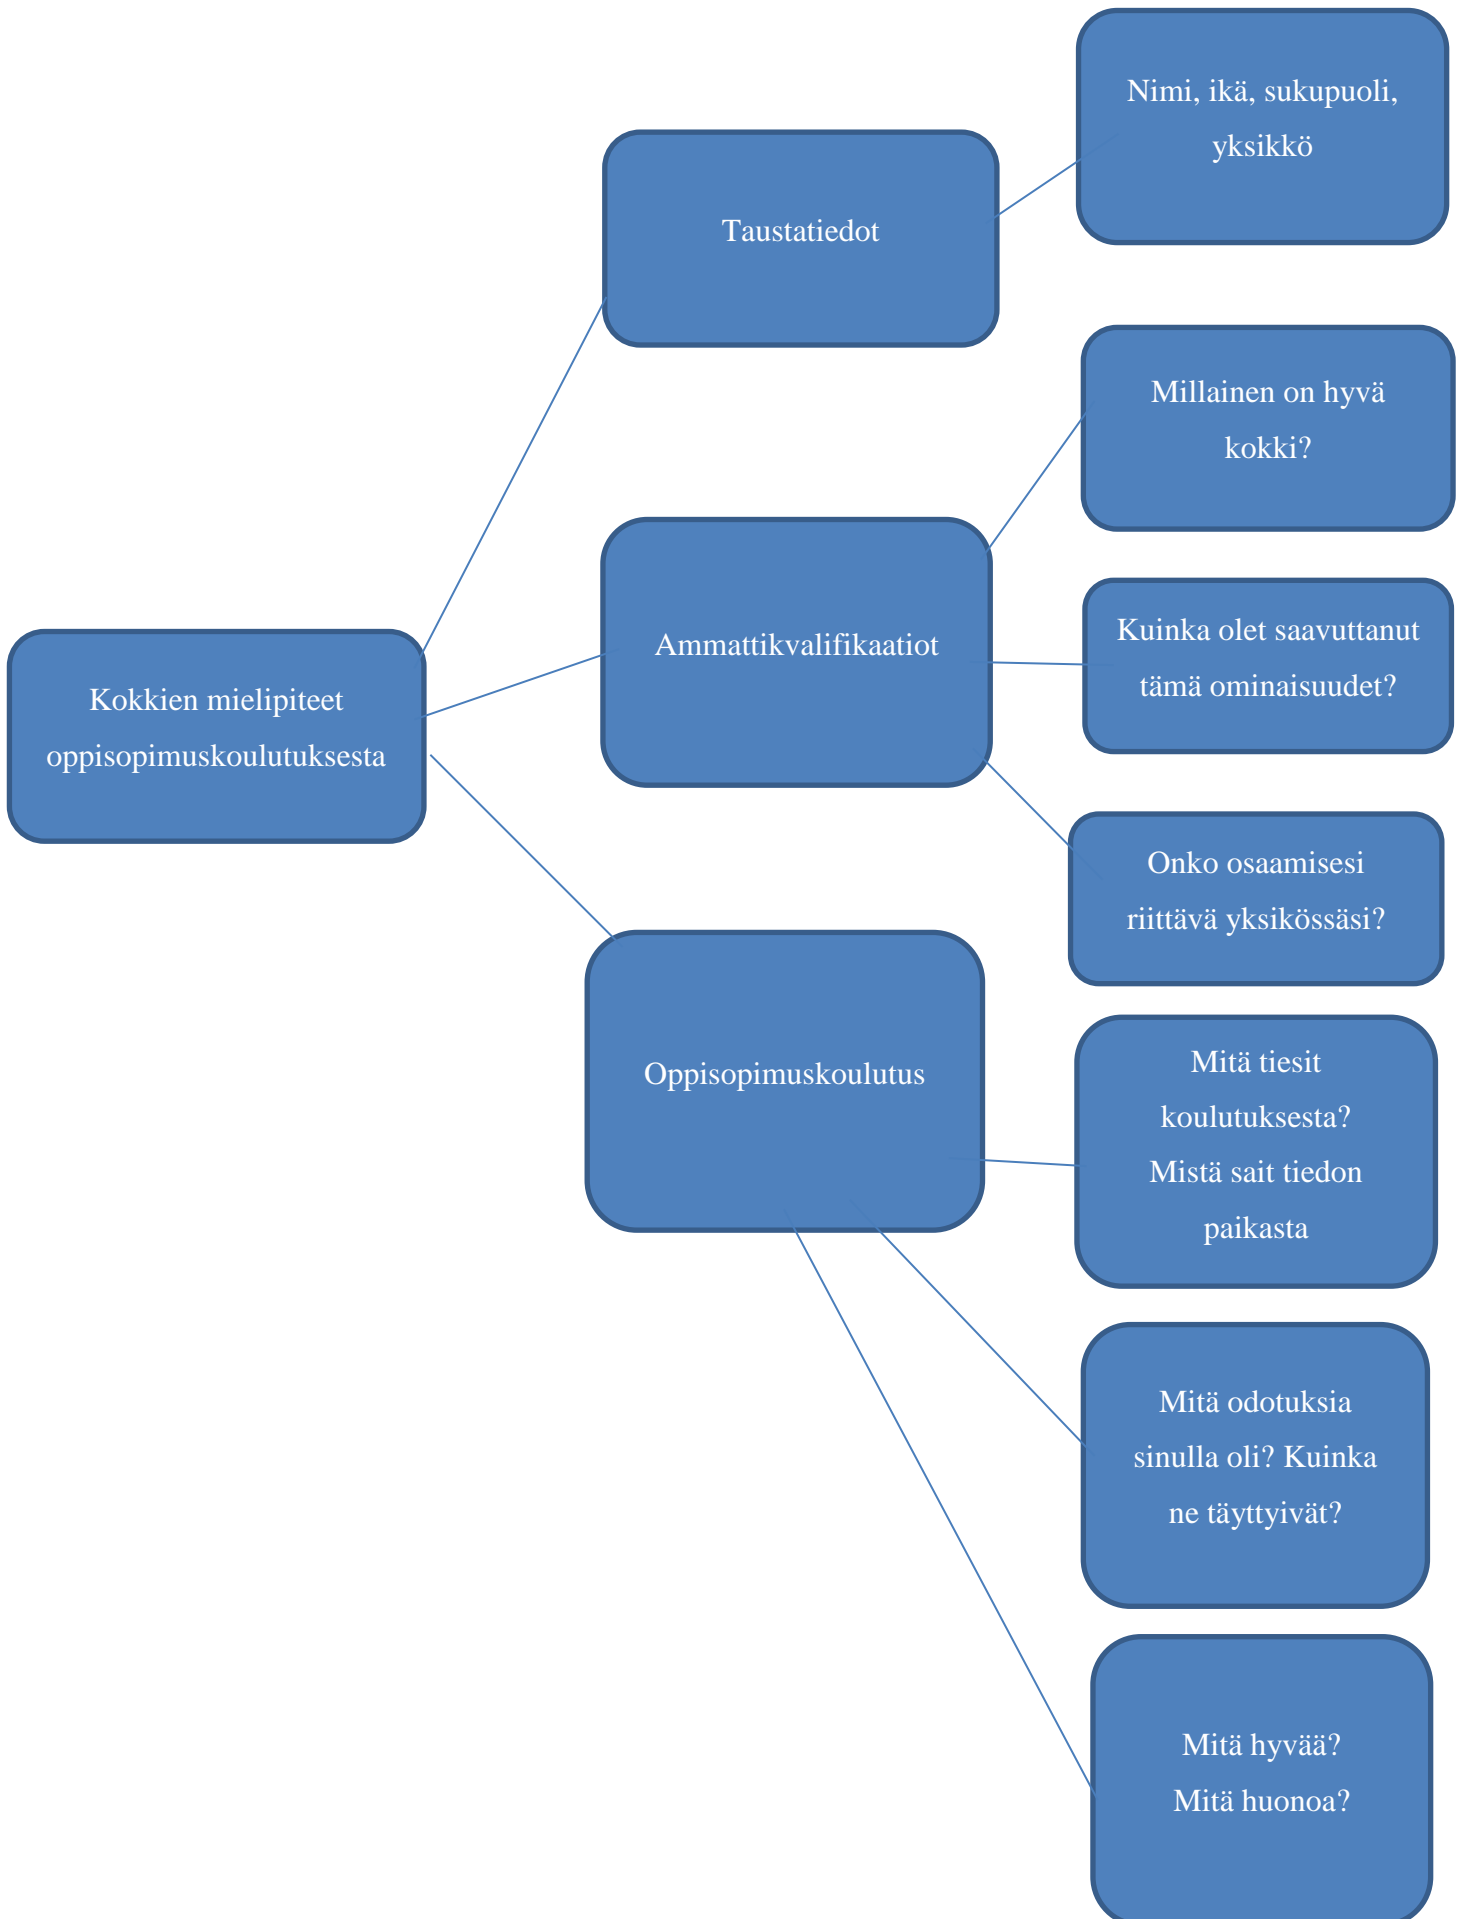 Nimi, ikä, sukupuoli,
yksikkö
Taustatiedot
Millainen on hyvä
kokki?
Ammattikvalifikaatiot
Kuinka olet saavuttanut
tämä ominaisuudet?
Kokkien mielipiteet
oppisopimuskoulutuksesta
Onko osaamisesi
riittävä yksikössäsi?
Oppisopimuskoulutus
Mitä tiesit
koulutuksesta?
Mistä sait tiedon
paikasta
Mitä odotuksia
sinulla oli? Kuinka
ne täyttyivät?
Mitä hyvää?
Mitä huonoa?